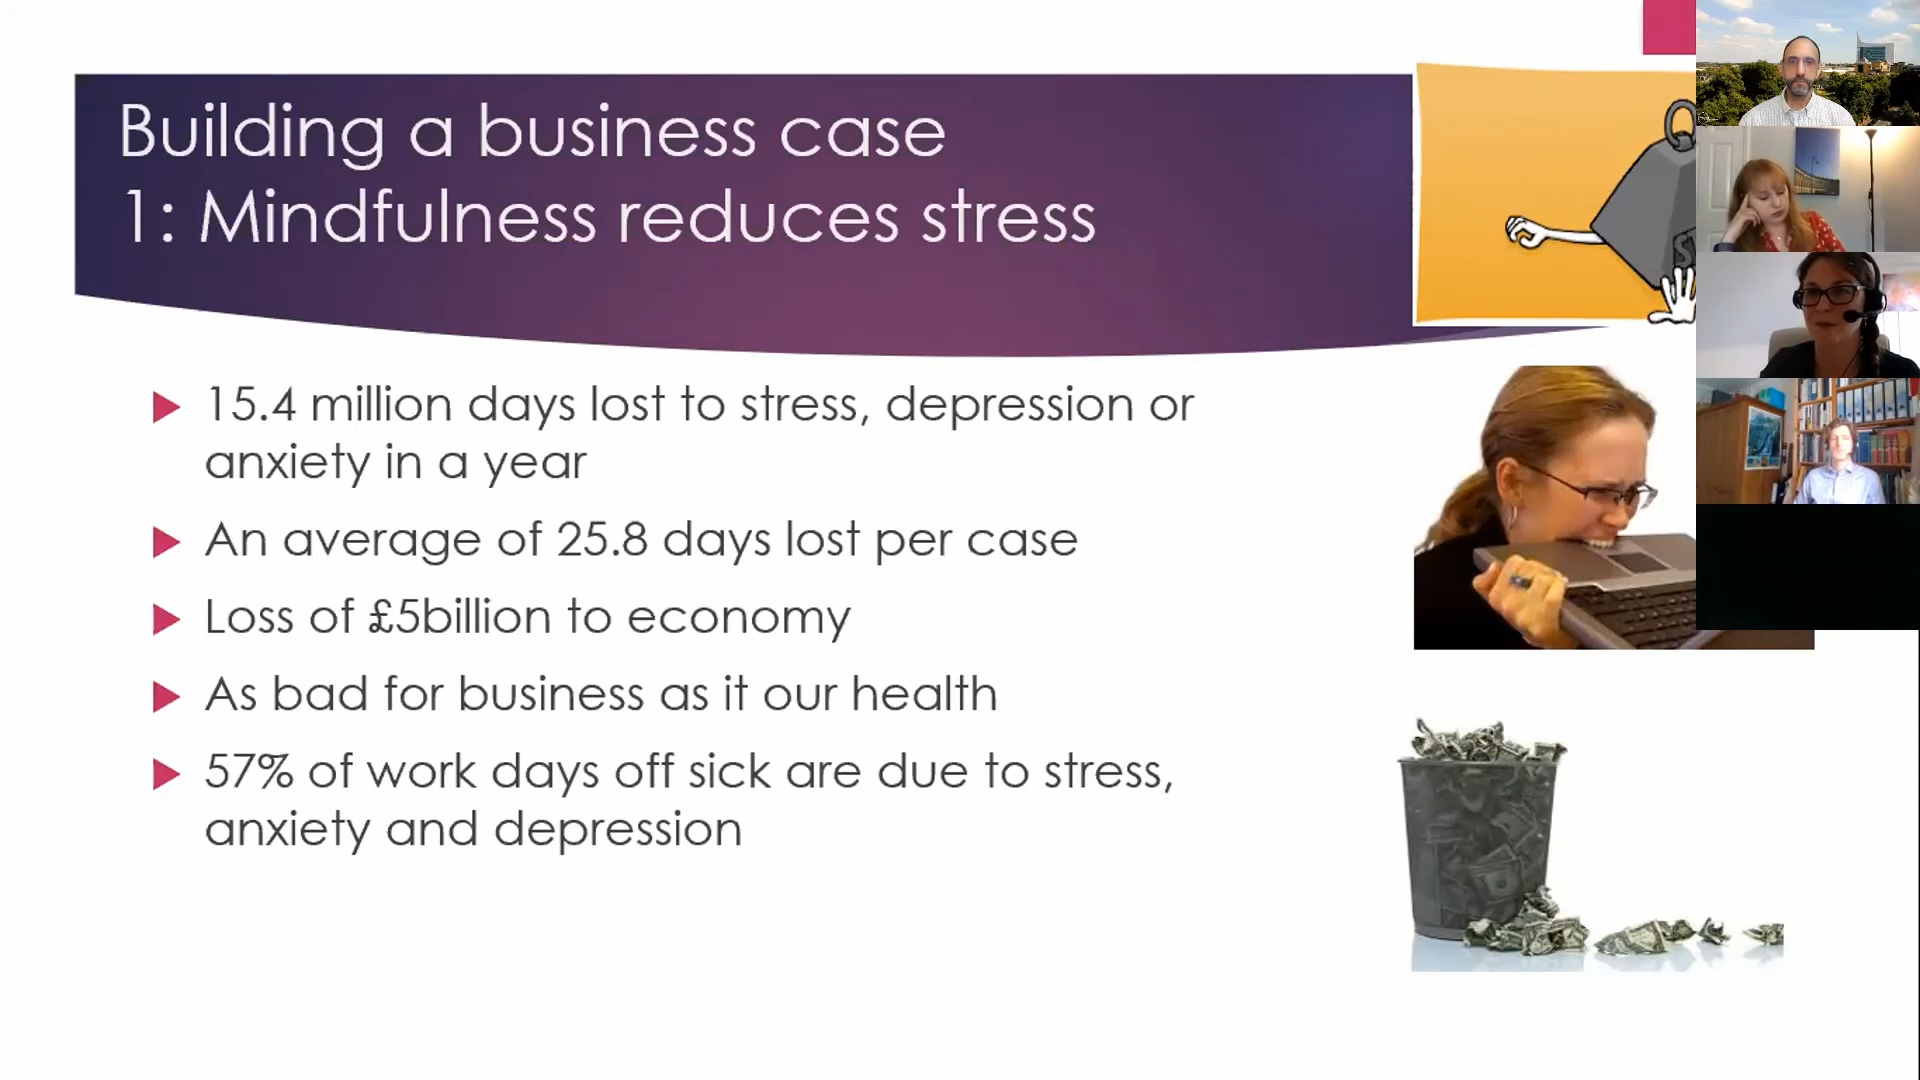 Building a business case
1: Mindfulness reduces stress
15.4 million days lost to stress, depression or
anxiety in a year
An average of 25.8 days lost per case
Loss of £5billion to economy
As bad for business as it our health
57% of work days off sick are due to stress,
anxiety and depression